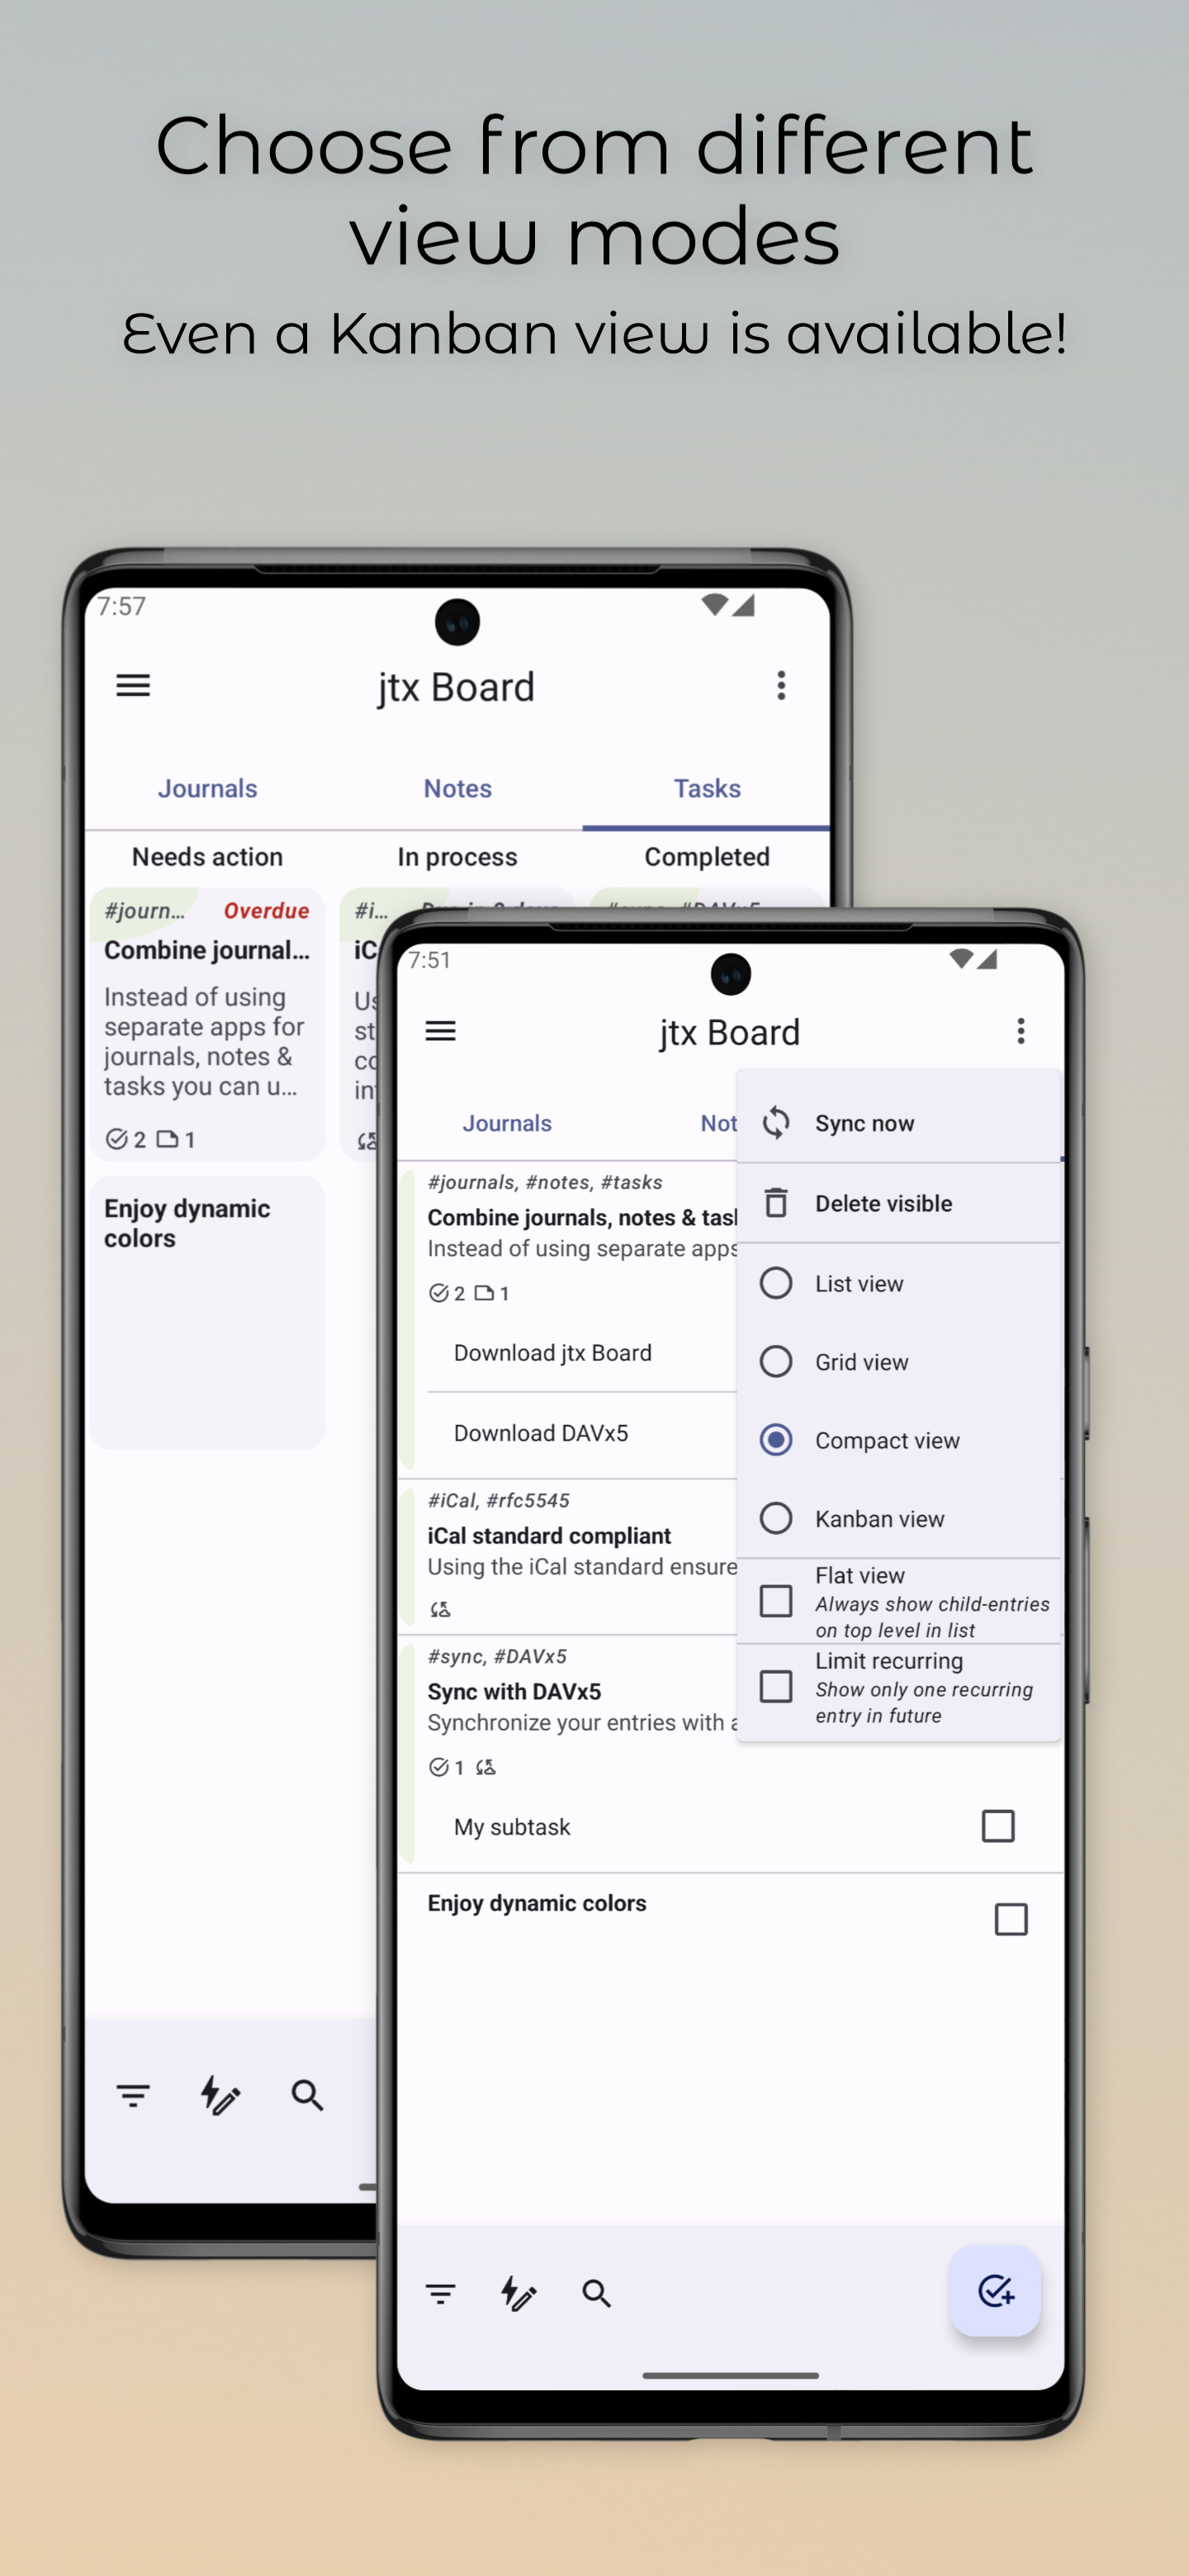 Choose from different
view modes
Even a Kanban view is available!
7:57
jtx Board
Journals Notes Tasks
Needs action In process Completed
#journ... Overdue
Combine journal...
Instead of using
separate apps for
journals, notes &
tasks you can u...
2 1
#i...
iC
Enjoy dynamic
colors
7:51
jtx Board
Journals Not
#journals, #notes, #tasks
Combine journals, notes & tas
Instead of using separate apps
2 1
Download jtx Board
Download DAVx5
#iCal, #rfc5545
iCal standard compliant
Using the iCal standard ensure
#sync, #DAVx5
Sync with DAVx5
Synchronize your entries with a
1
My subtask
Enjoy dynamic colors
Sync now
Delete visible
List view
Grid view
Compact view
Kanban view
Flat view
Always show child-entries
on top level in list
Limit recurring
Show only one recurring
entry in future